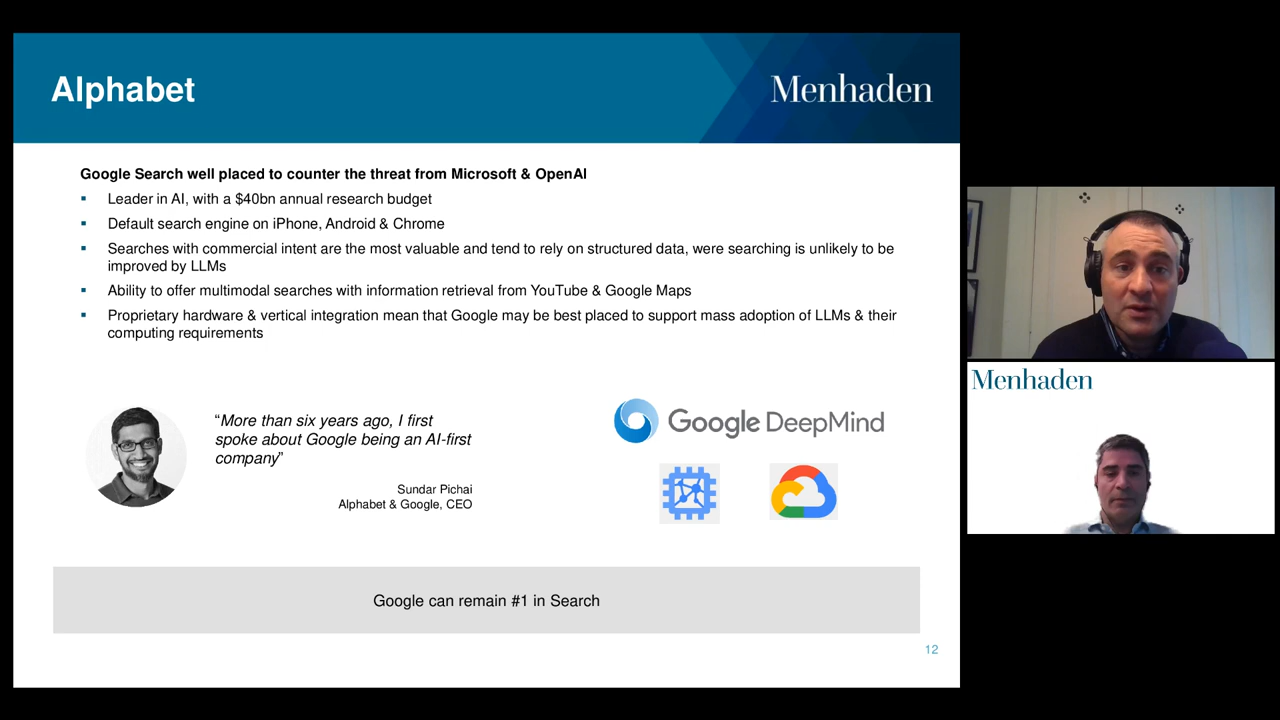 Alphabet
Menhaden
Google Search well placed to counter the threat from Microsoft & OpenAI
▪ Leader in AI, with a $40bn annual research budget
▪ Default search engine on iPhone, Android & Chrome
▪ Searches with commercial intent are the most valuable and tend to rely on structured data, were searching is unlikely to be
improved by LLMs
▪ Ability to offer multimodal searches with information retrieval from YouTube & Google Maps
▪ Proprietary hardware & vertical integration mean that Google may be best placed to support mass adoption of LLMs & their
computing requirements
“More than six years ago, I first
spoke about Google being an AI-first
company”
Sundar Pichai
Alphabet & Google, CEO
Google DeepMind
Google can remain #1 in Search
12
Menhaden